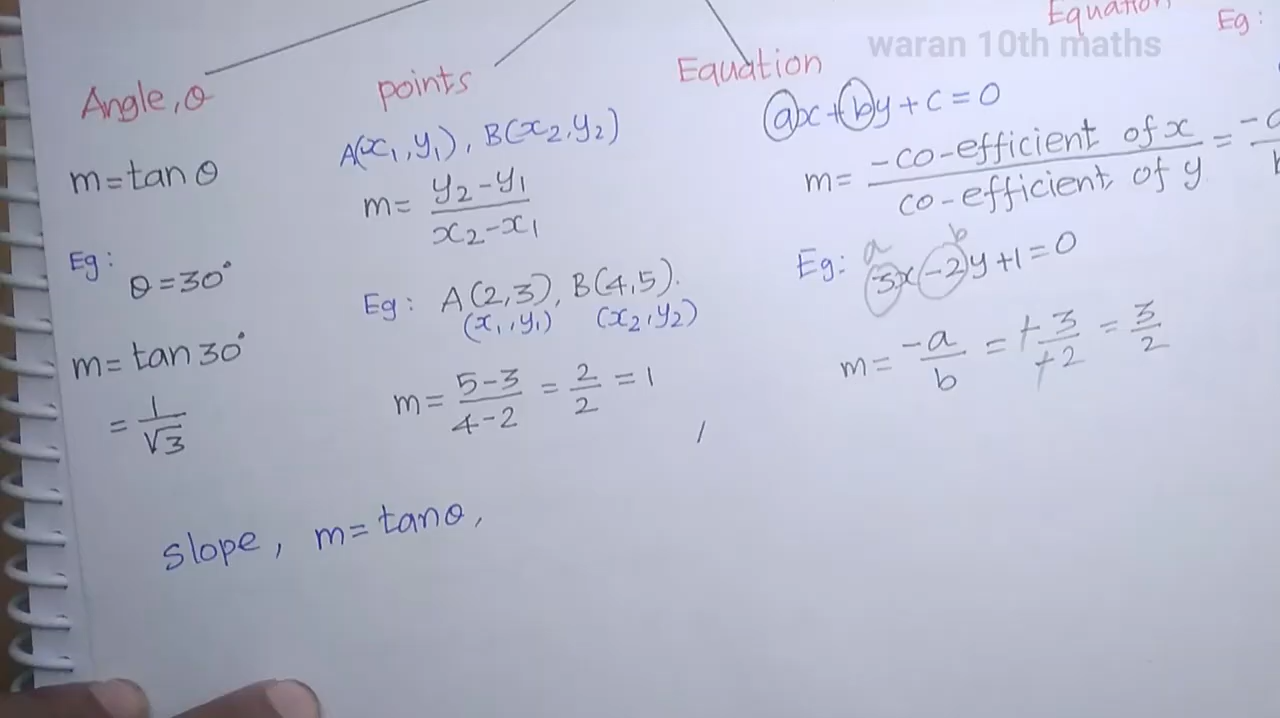 Equation
Eg:
waran 10th maths
Angle, θ
m=tan θ
Eg:
θ=30°
m=tan 30°
= 1/√3
points
A(x₁,y₁), B(x₂,y₂)
m= y₂-y₁/x₂-x₁
Eg: A(2,3), B(4,5).
(x₁,y₁) (x₂,y₂)
m= 5-3/4-2 = 2/2 = 1
Equation
ax+by+c=0
m= -co-efficient of x/co-efficient of y =
a b
Eg: 3x-2y+1=0
m= -a/b = +3/+2 = 3/2
slope, m=tanθ,